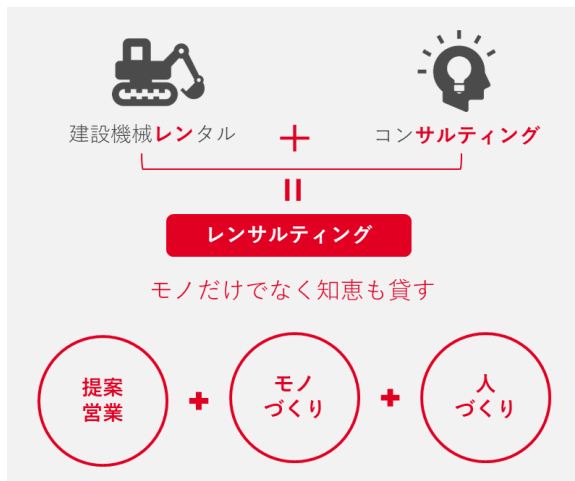 建設機械レンタル + コンサルティング
=
レンサルティング
モノだけでなく知恵も貸す
提案
営業
+
モノ
づくり
+
人
づくり